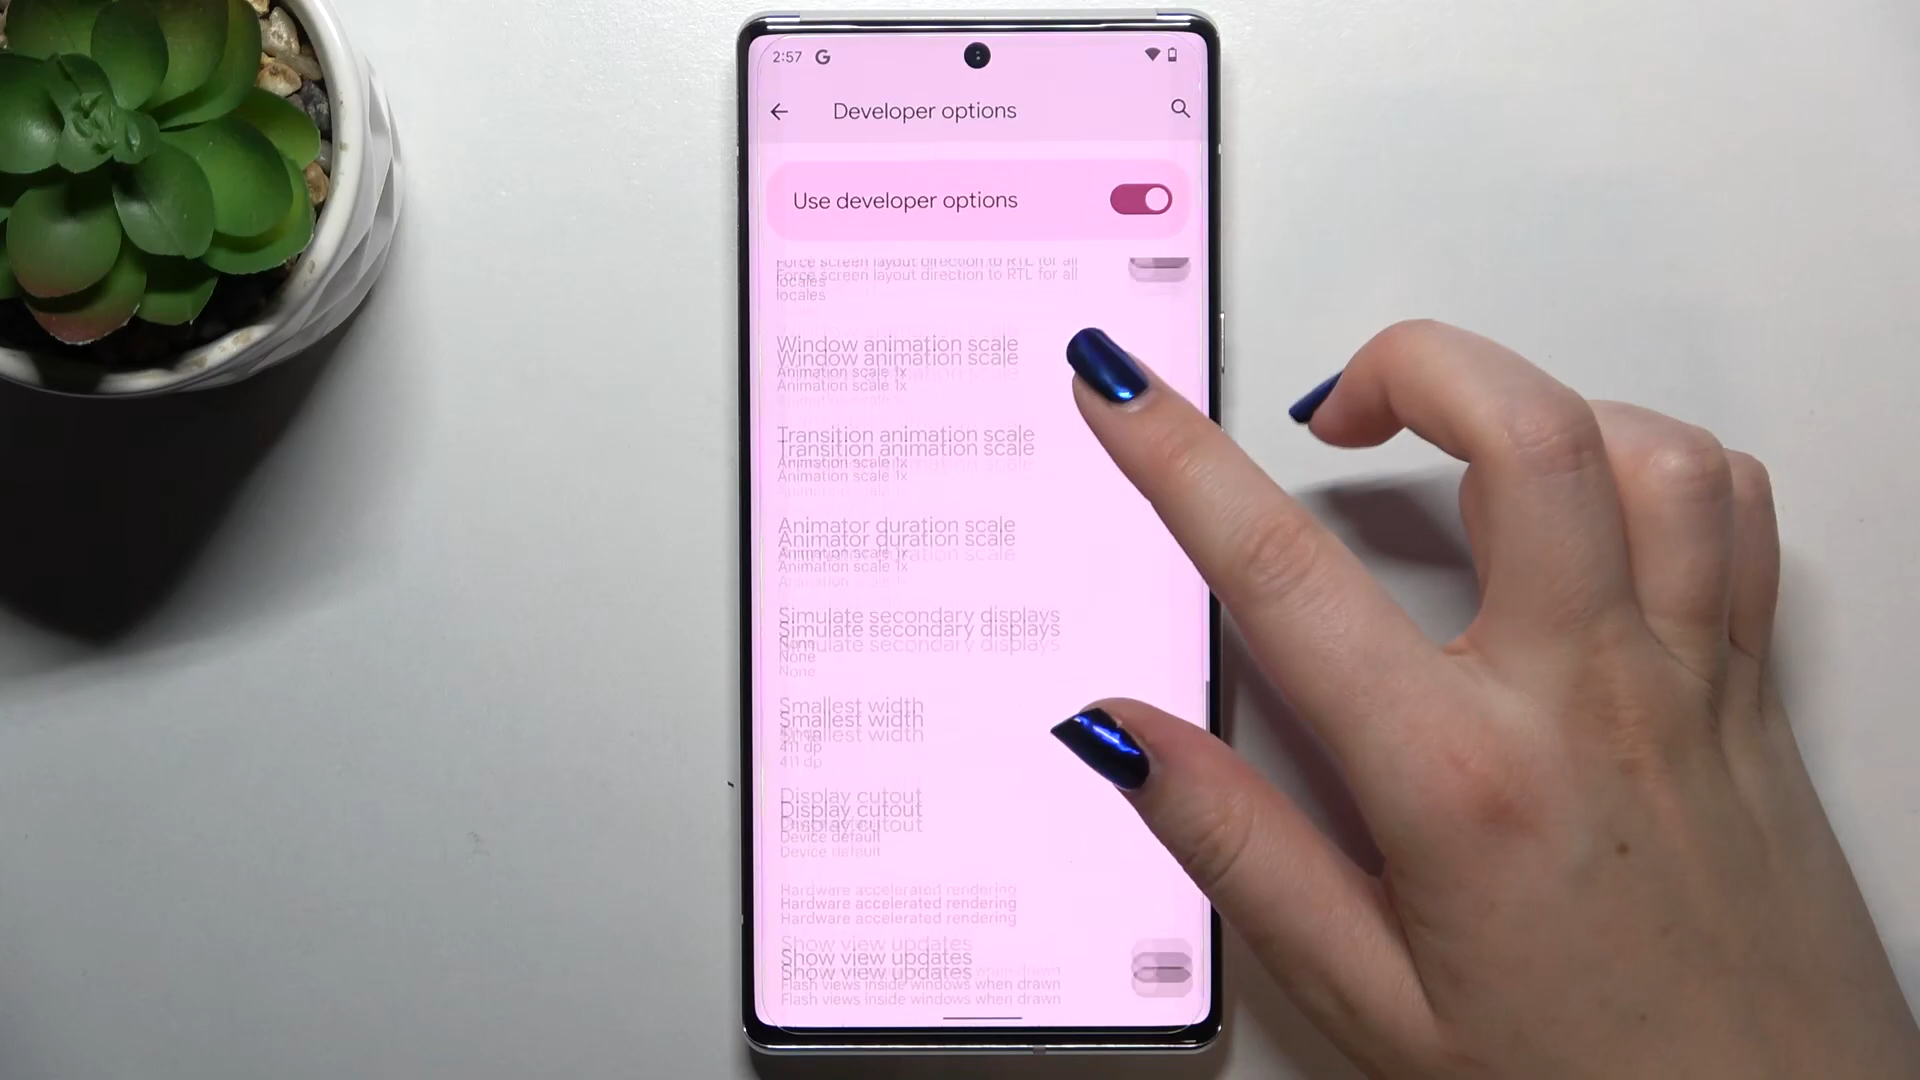 2:57 G
Developer options
Use developer options
Force screen layout direction to RTL for all
locales
Window animation scale
Animation scale 1x
Transition animation scale
Animation scale 1x
Animator duration scale
Animation scale 1x
Simulate secondary displays
None
Smallest width
411 dp
Display cutout
Device default
Hardware accelerated rendering
Show view updates
Flash views inside windows when drawn